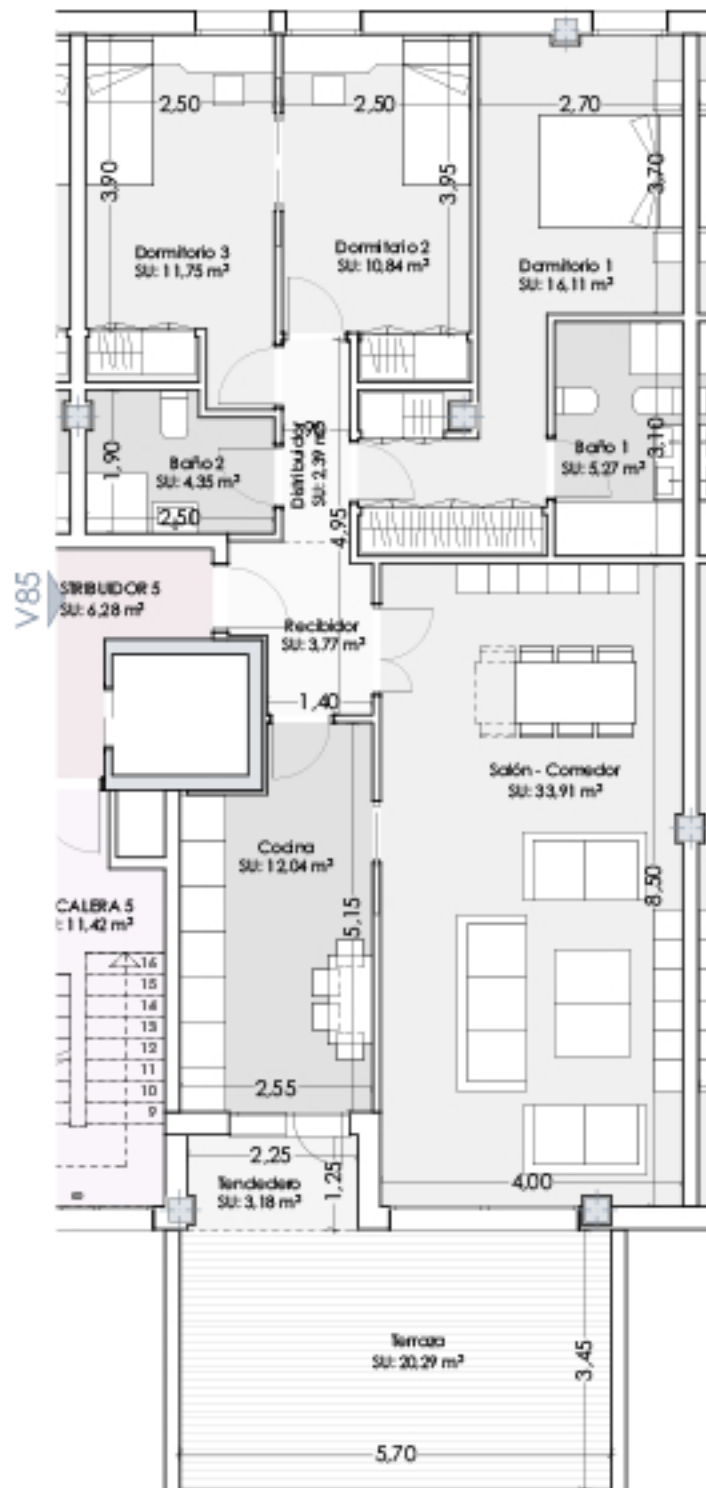 2,50
2,50
2,70
3,90
3,95
3,70
Dormitorio 3
SU: 11,75 m²
Dormitorio 2
SU: 10,84 m²
Dormitorio 1
SU: 16,11 m²
1,90
Baño 2
SU: 4,35 m²
2,50
Distribuidor
SU: 2,39 m²
4,95
Baño 1
SU: 5,27 m²
3,10
V85
STRIBUIDOR 5
SU: 6,28 m²
Recibidor
SU: 3,77 m²
1,40
Salón - Comedor
SU: 33,91 m²
Cocina
SU: 12,04 m²
5,15
8,50
CALERA 5
: 11,42 m²
16
15
14
13
12
11
10
9
2,55
2,25
1,25
Tendedero
SU: 3,18 m²
4,00
Terraza
SU: 20,29 m²
3,45
5,70